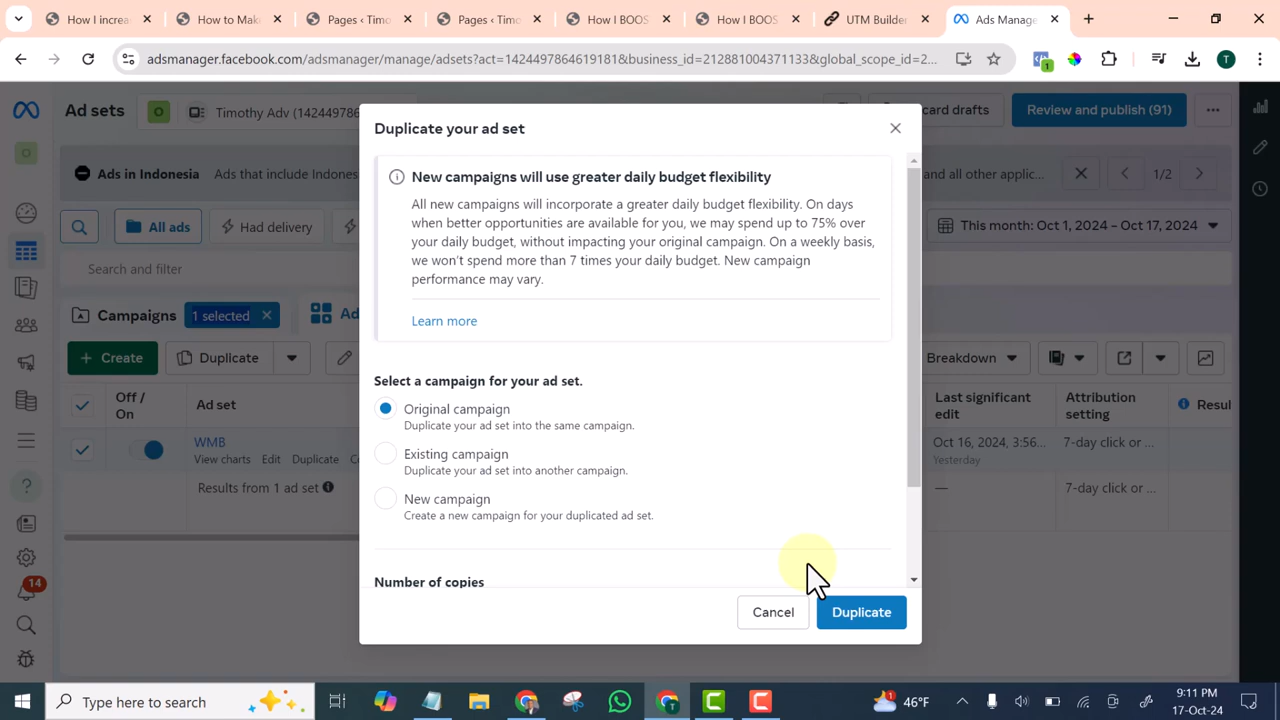 How I increa
How to Make
Pages ‹ Timo
Pages ‹ Timo
How I BOOS
How I BOOS
UTM Builder
Ads Manager
adsmanager.facebook.com/adsmanager/manage/adsets?act=1424497864619181&business_id=212881004371133&global_scope_id=2...
1
T
Ad sets
Timothy Adv (142449786
card drafts
Review and publish (91)
Ads in Indonesia
Ads that include Indones
and all other applic...
1/2
All ads
Had delivery
This month: Oct 1, 2024 – Oct 17, 2024
Search and filter
Campaigns
1 selected
Ad
Create
Duplicate
Breakdown
Off / On
Ad set
Last significant edit
Attribution setting
Resul
WMB
View charts Edit Duplicate
Oct 16, 2024, 3:56...
Yesterday
7-day click or ...
Results from 1 ad set
—
7-day click or ...
14
Duplicate your ad set
New campaigns will use greater daily budget flexibility
All new campaigns will incorporate a greater daily budget flexibility. On days
when better opportunities are available for you, we may spend up to 75% over
your daily budget, without impacting your original campaign. On a weekly basis,
we won't spend more than 7 times your daily budget. New campaign
performance may vary.
Learn more
Select a campaign for your ad set.
Original campaign
Duplicate your ad set into the same campaign.
Existing campaign
Duplicate your ad set into another campaign.
New campaign
Create a new campaign for your duplicated ad set.
Number of copies
Cancel
Duplicate
Type here to search
46°F
9:11 PM
17-Oct-24